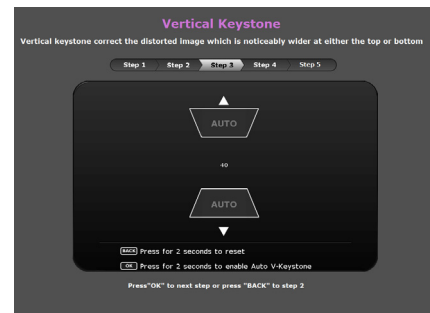 Vertical Keystone
Vertical keystone correct the distorted image which is noticeably wider at either the top or bottom
Step 1 Step 2 Step 3 Step 4 Step 5
AUTO
40
AUTO
BACK Press for 2 seconds to reset
OK Press for 2 seconds to enable Auto V-Keystone
Press"OK" to next step or press "BACK" to step 2